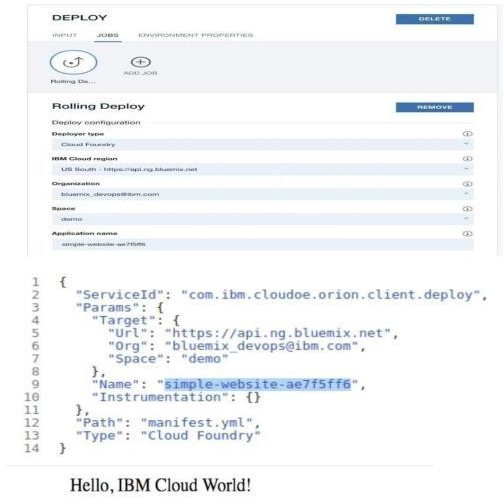 DEPLOY
DELETE
INPUT JOBS ENVIRONMENT PROPERTIES
Rolling De...
ADD JOB
Rolling Deploy
REMOVE
Deploy configuration
Deployer type
Cloud Foundry
IBM Cloud region
US South - https://api.ng.bluemix.net
Organization
bluemix_devops@ibm.com
Space
demo
Application name
simple-website-ae7f5ff6
1 {
2 "ServiceId": "com.ibm.cloudoe.orion.client.deploy",
3 "Params": {
4 "Target": {
5 "Url": "https://api.ng.bluemix.net",
6 "Org": "bluemix_devops@ibm.com",
7 "Space": "demo"
8 },
9 "Name": "simple-website-ae7f5ff6",
10 "Instrumentation": {}
11 },
12 "Path": "manifest.yml",
13 "Type": "Cloud Foundry"
14 }
Hello, IBM Cloud World!